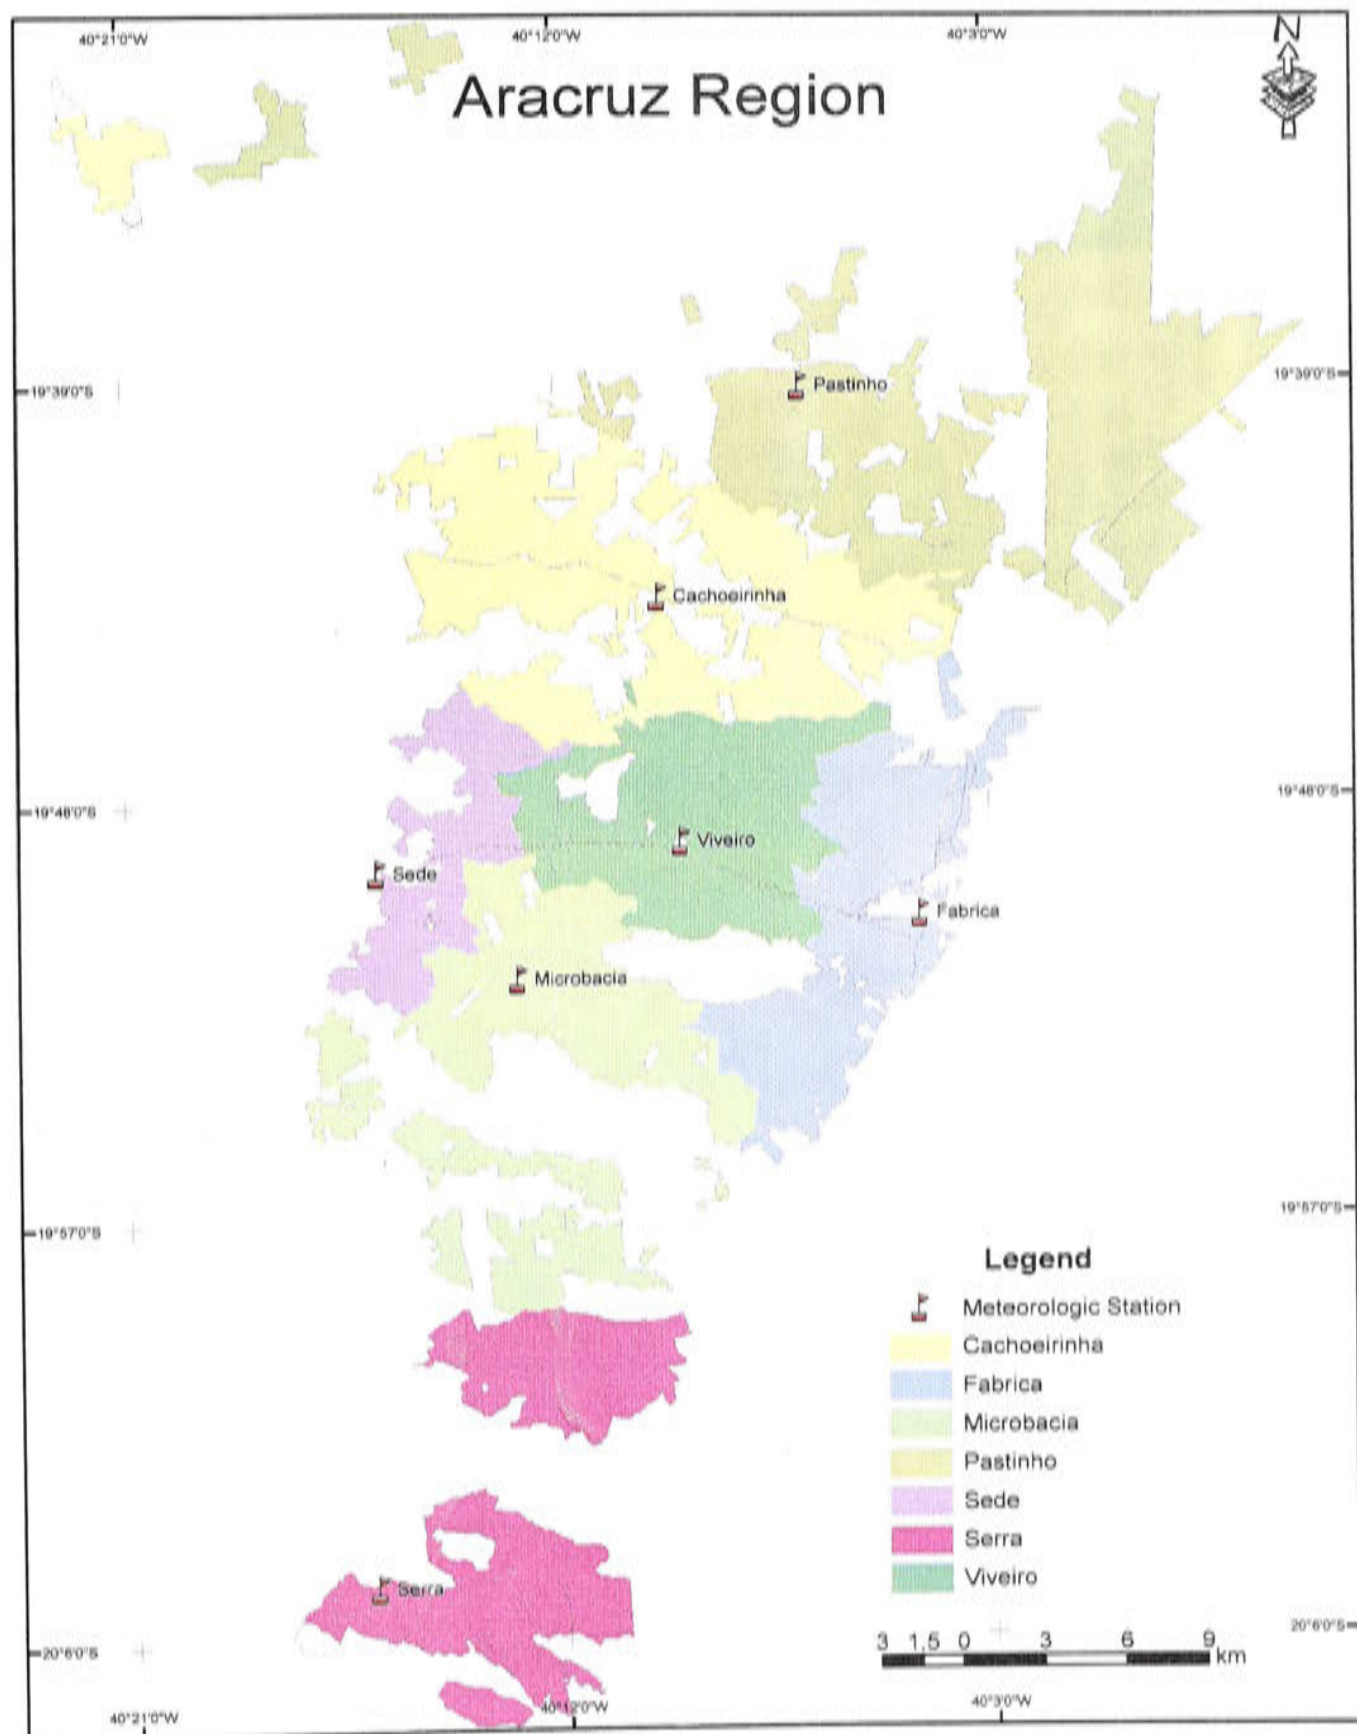 40°21'0"W 40°12'0"W 40°3'0"W
N
Aracruz Region
19°39'0"S 19°39'0"S
Pastinho
Cachoeirinha
19°48'0"S 19°48'0"S
Viveiro
Sede
Fabrica
Microbacia
19°57'0"S 19°57'0"S
Legend
Meteorologic Station
Cachoeirinha
Fabrica
Microbacia
Pastinho
Sede
Serra
Viveiro
Serra
20°6'0"S 20°6'0"S
3 1,5 0 3 6 9 km
40°21'0"W 40°12'0"W 40°3'0"W